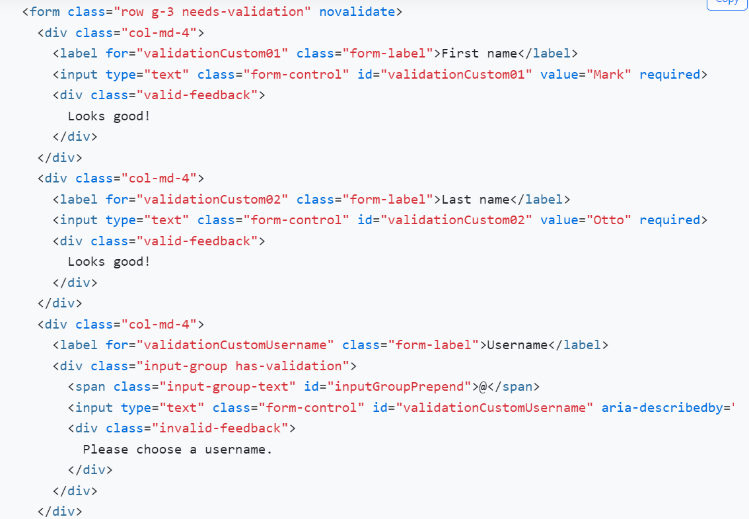 Copy
<form class="row g-3 needs-validation" novalidate>
  <div class="col-md-4">
    <label for="validationCustom01" class="form-label">First name</label>
    <input type="text" class="form-control" id="validationCustom01" value="Mark" required>
    <div class="valid-feedback">
      Looks good!
    </div>
  </div>
  <div class="col-md-4">
    <label for="validationCustom02" class="form-label">Last name</label>
    <input type="text" class="form-control" id="validationCustom02" value="Otto" required>
    <div class="valid-feedback">
      Looks good!
    </div>
  </div>
  <div class="col-md-4">
    <label for="validationCustomUsername" class="form-label">Username</label>
    <div class="input-group has-validation">
      <span class="input-group-text" id="inputGroupPrepend">@</span>
      <input type="text" class="form-control" id="validationCustomUsername" aria-describedby='
      <div class="invalid-feedback">
        Please choose a username.
      </div>
    </div>
  </div>